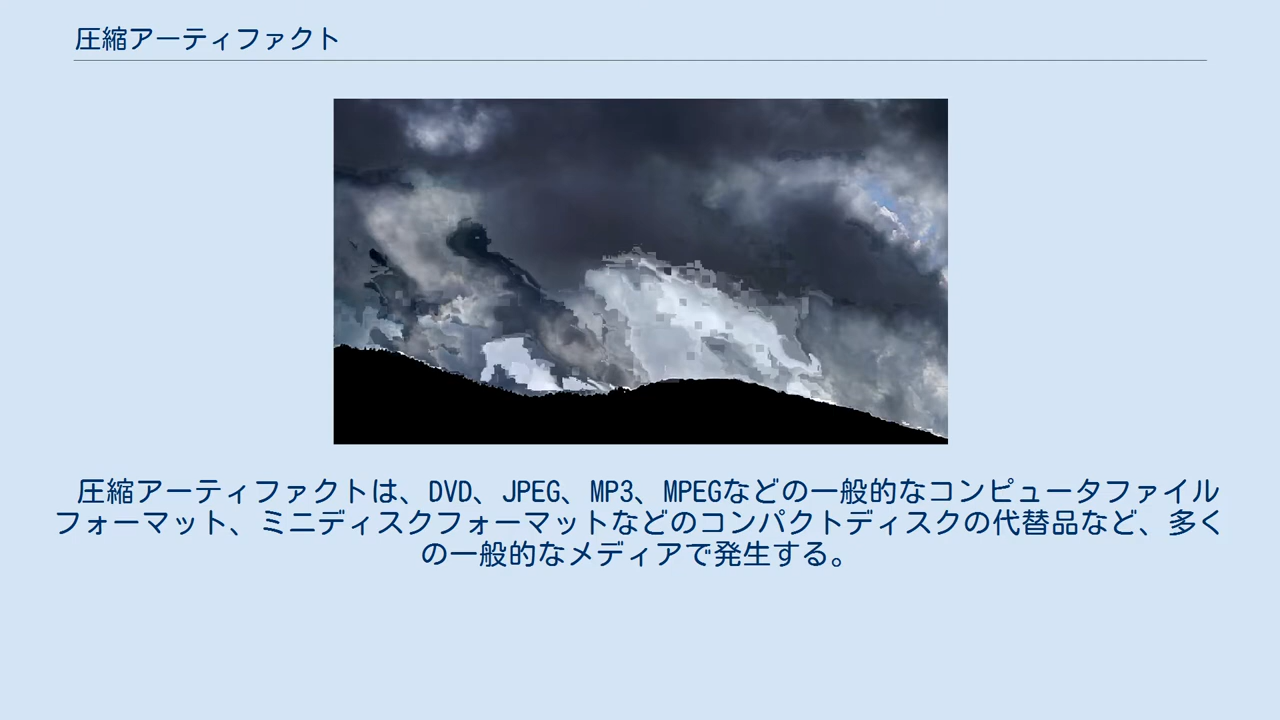 圧縮アーティファクト
圧縮アーティファクトは、DVD、JPEG、MP3、MPEGなどの一般的なコンピュータファイル
フォーマット、ミニディスクフォーマットなどのコンパクトディスクの代替品など、多く
の一般的なメディアで発生する。